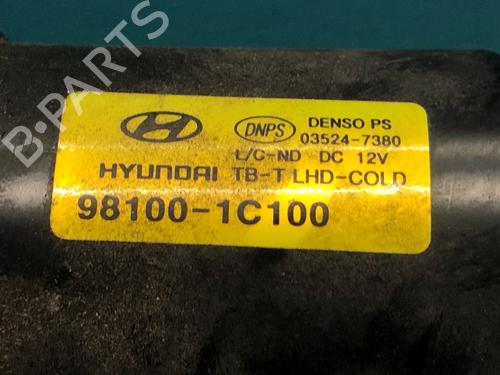 B-PARTS
DNPS
DENSO PS
03524-7380
L/C-ND DC 12V
HYUNDAI TB-T LHD-COLD
98100-1C100